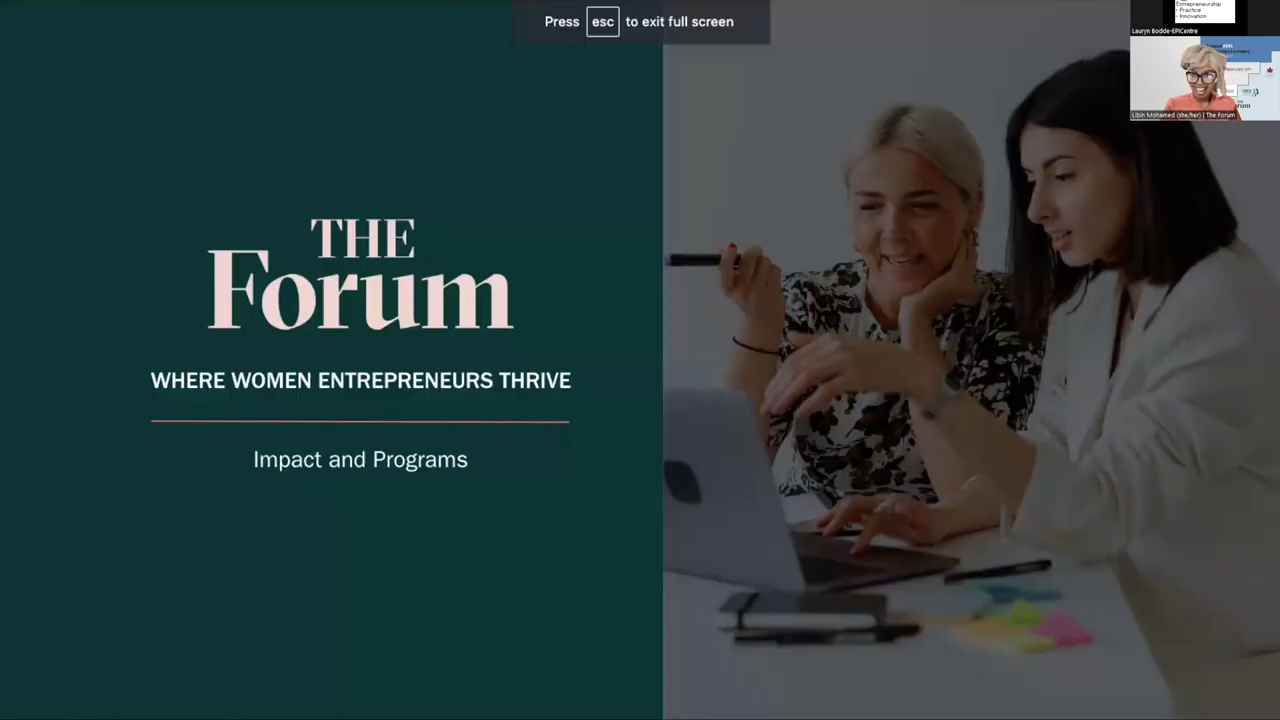 Press esc to exit full screen
Entrepreneurship
- Practice
- Innovation
Lauryn Bodde-EPICentre
Libin Mohamed (she/her) | The Forum
THE
Forum
WHERE WOMEN ENTREPRENEURS THRIVE
Impact and Programs